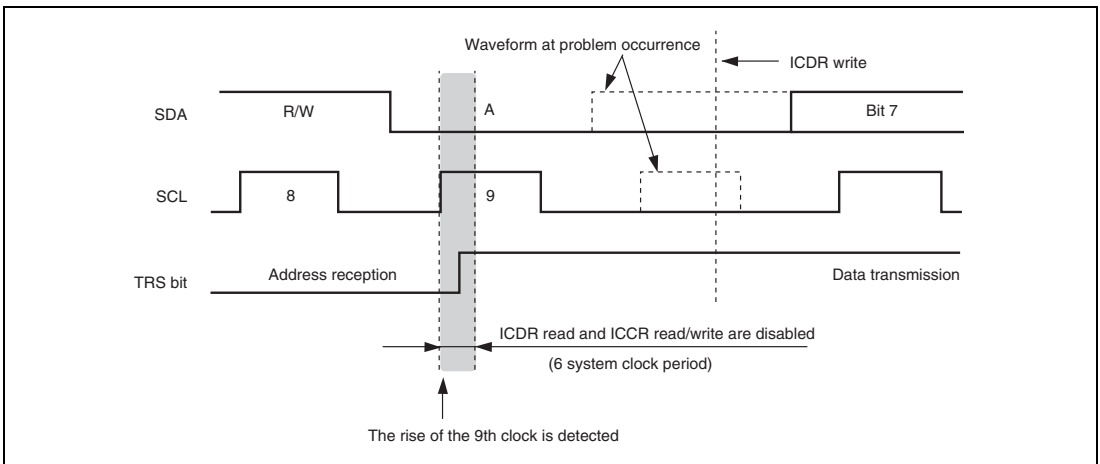 Waveform at problem occurrence
ICDR write
SDA
R/W
A
Bit 7
SCL
8
9
TRS bit
Address reception
Data transmission
ICDR read and ICCR read/write are disabled
(6 system clock period)
The rise of the 9th clock is detected